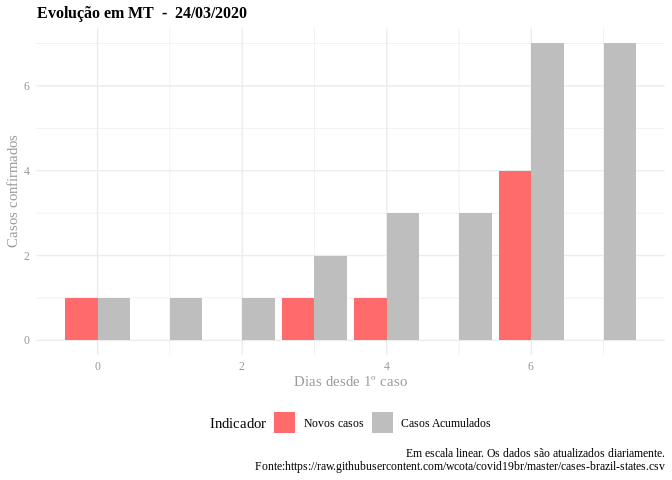 Evolução em MT  -  24/03/2020
Casos confirmados
6
4
2
0
0
2
4
6
Dias desde 1º caso
Indicador
Novos casos
Casos Acumulados
Em escala linear. Os dados são atualizados diariamente.
Fonte:https://raw.githubusercontent.com/wcota/covid19br/master/cases-brazil-states.csv